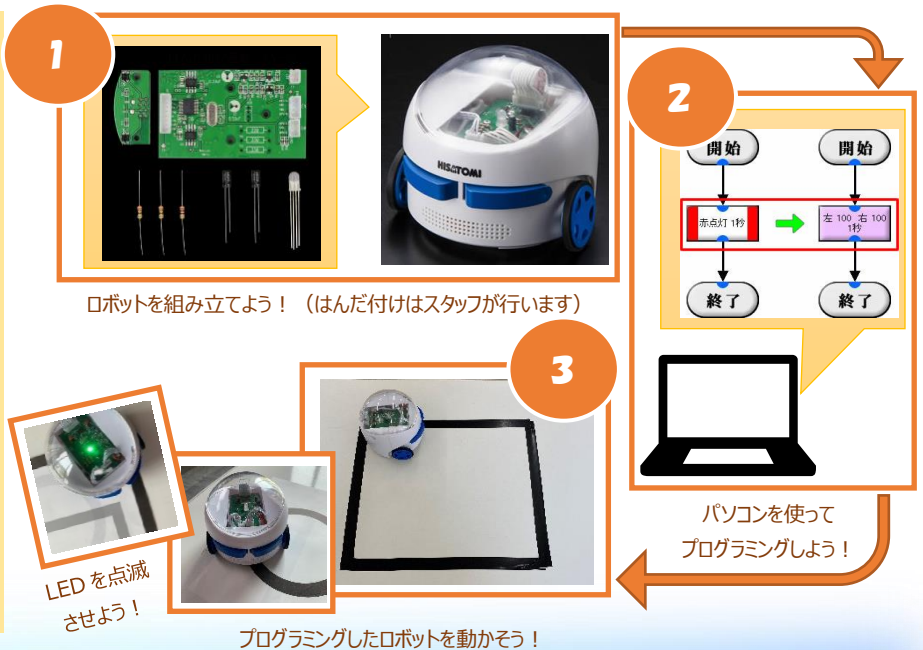 1
HISATOMI
ロボットを組み立てよう！（はんだ付けはスタッフが行います）
2
開始
開始
赤点灯 1秒
左 100 右 100
1秒
終了
終了
パソコンを使って
プログラミングしよう！
3
LEDを点滅
させよう！
プログラミングしたロボットを動かそう！